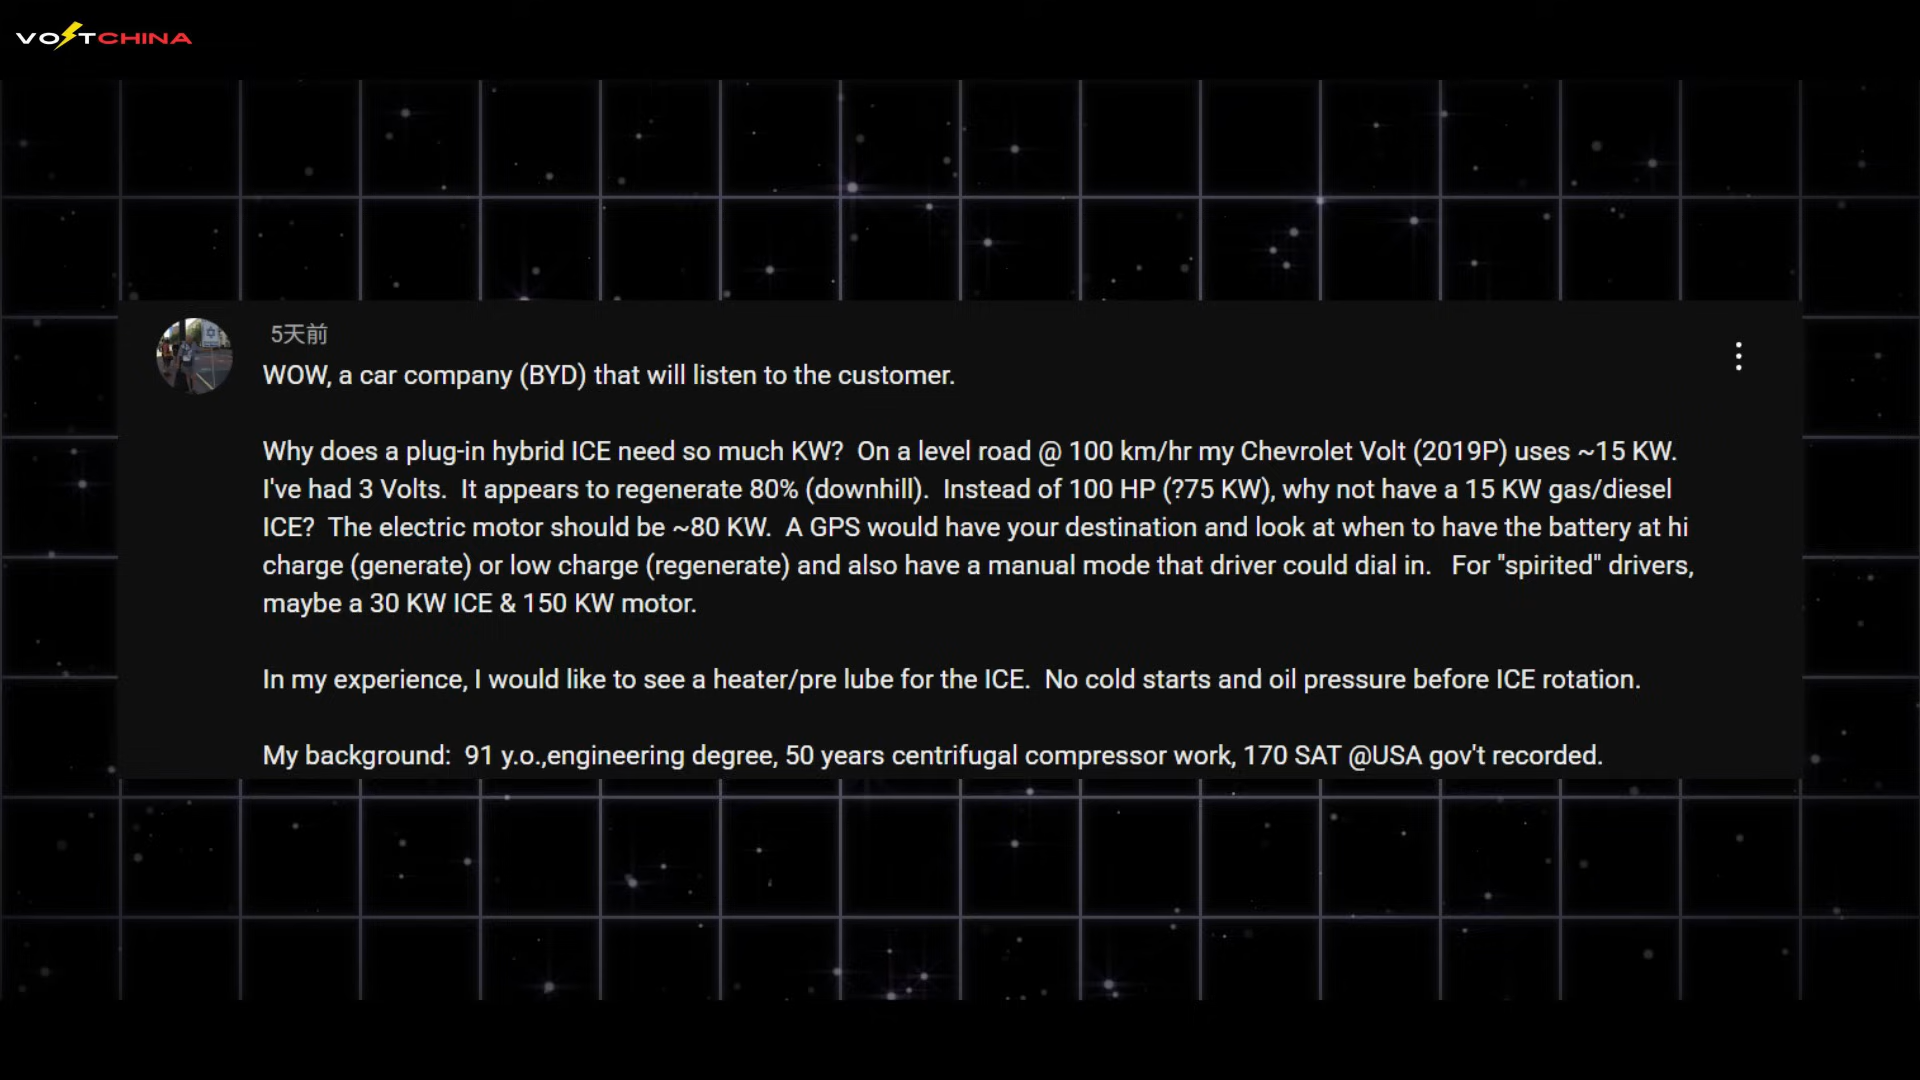 VOLTCHINA
5天前
WOW, a car company (BYD) that will listen to the customer.
Why does a plug-in hybrid ICE need so much KW?  On a level road @ 100 km/hr my Chevrolet Volt (2019P) uses ~15 KW.
I've had 3 Volts.  It appears to regenerate 80% (downhill).  Instead of 100 HP (?75 KW), why not have a 15 KW gas/diesel
ICE?  The electric motor should be ~80 KW.  A GPS would have your destination and look at when to have the battery at hi
charge (generate) or low charge (regenerate) and also have a manual mode that driver could dial in.   For "spirited" drivers,
maybe a 30 KW ICE & 150 KW motor.
In my experience, I would like to see a heater/pre lube for the ICE.  No cold starts and oil pressure before ICE rotation.
My background:  91 y.o.,engineering degree, 50 years centrifugal compressor work, 170 SAT @USA gov't recorded.